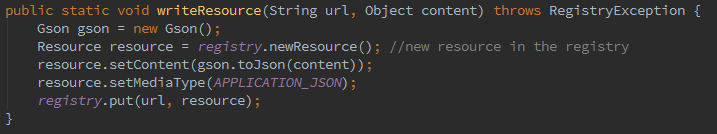 public static void writeResource(String url, Object content) throws RegistryException {
    Gson gson = new Gson();
    Resource resource = registry.newResource(); //new resource in the registry
    resource.setContent(gson.toJson(content));
    resource.setMediaType(APPLICATION_JSON);
    registry.put(url, resource);
}